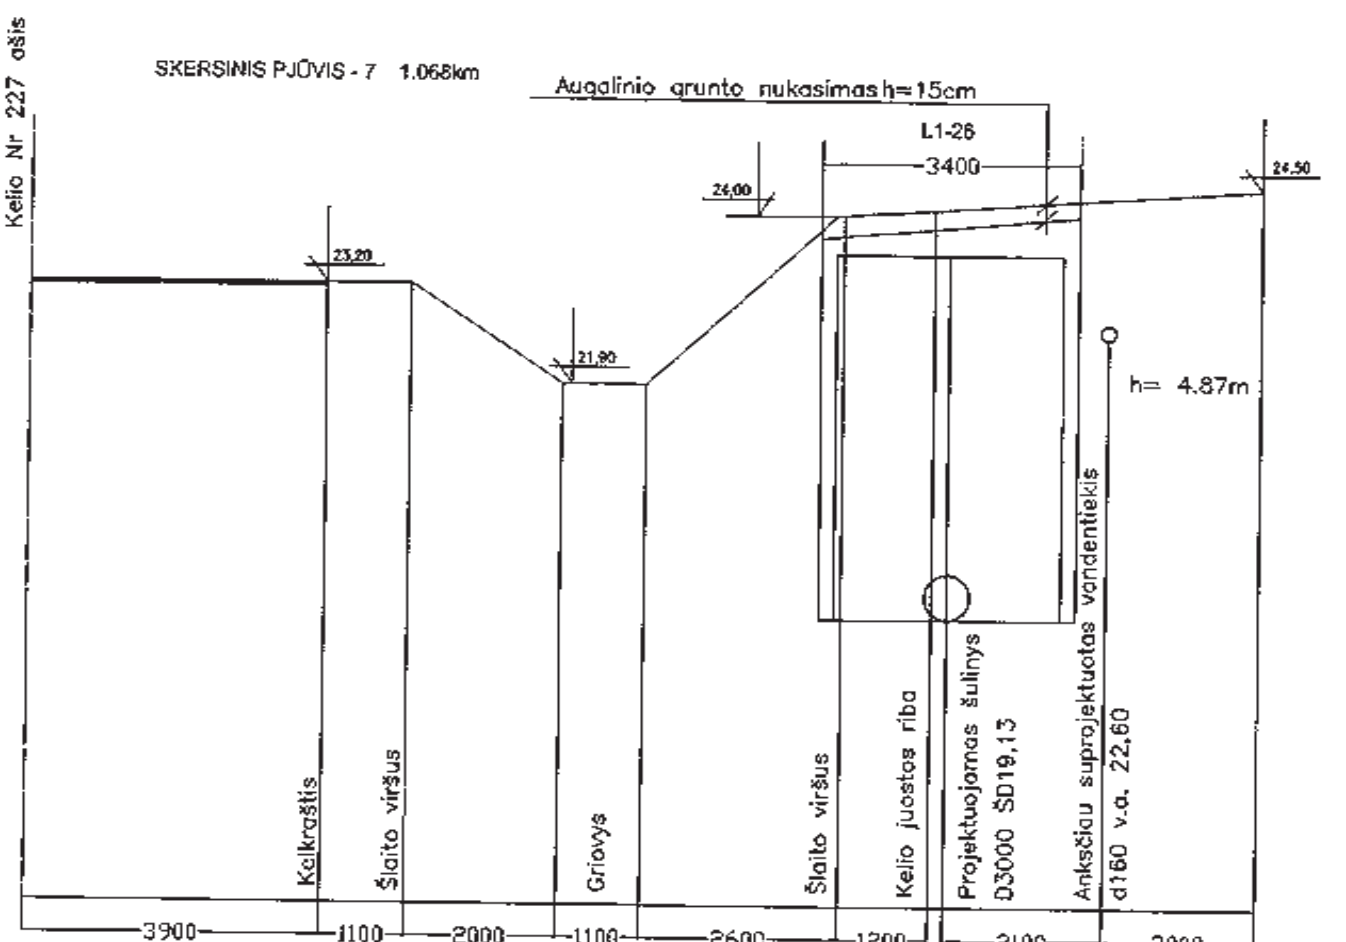 SKERSINIS PJŪVIS - 7 1.068km
Augalinio grunto nukasimas h=15cm
L1-26
3400
24,00
24,50
23,20
21,90
h= 4.87m
Kelio Nr 227 ašis
Kelkraštis
Šlaito viršus
Griovys
Šlaito viršus
Kelio juostos riba
Projektuojamas šulinys
D3000 ŠD19,13
Anksčiau suprojektuotas vandentiekis
d160 v.a. 22,60
3900
1100
2000
1100
2600
1200